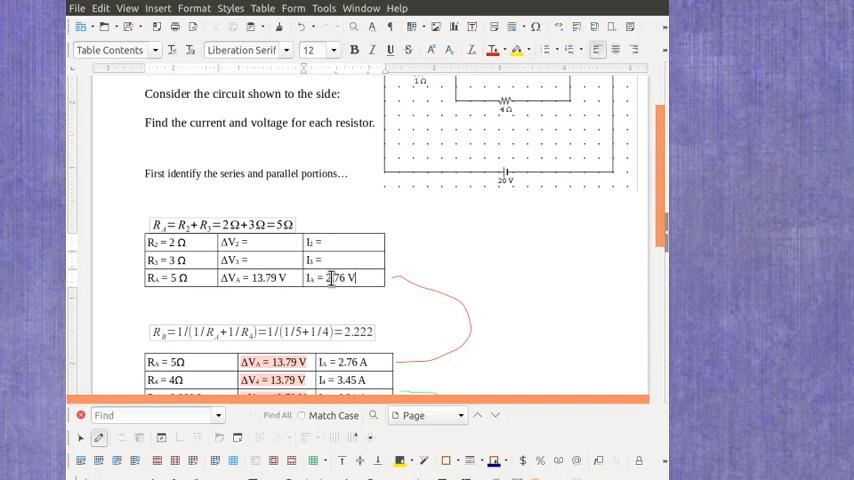 File Edit View Insert Format Styles Table Form Tools Window Help
Table Contents Liberation Serif 12
Consider the circuit shown to the side:
Find the current and voltage for each resistor.
First identify the series and parallel portions…
1 Ω
4 Ω
20 V
R_A=R₂+R₃=2Ω+3Ω=5Ω
R₂ = 2 Ω ΔV₂ = I₂ =
R₃ = 3 Ω ΔV₃ = I₃ =
R_A = 5 Ω ΔV_A = 13.79 V I_A = 2.76 V
R_B=1/(1/R_A+1/R₄)=1/(1/5+1/4)=2.222
R_A = 5Ω ΔV_A = 13.79 V I_A = 2.76 A
R₄ = 4Ω ΔV₄ = 13.79 V I₄ = 3.45 A
Find Find All Match Case Page